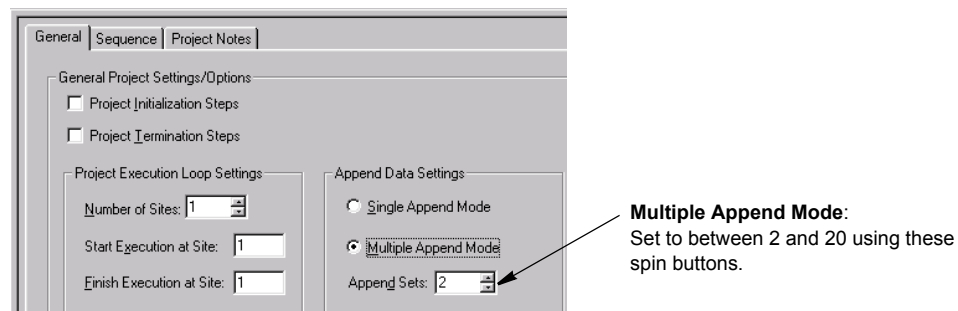 General Sequence Project Notes
General Project Settings/Options
Project Initialization Steps
Project Termination Steps
Project Execution Loop Settings
Number of Sites: 1
Start Execution at Site: 1
Finish Execution at Site: 1
Append Data Settings
Single Append Mode
Multiple Append Mode
Append Sets: 2
Multiple Append Mode:
Set to between 2 and 20 using these
spin buttons.